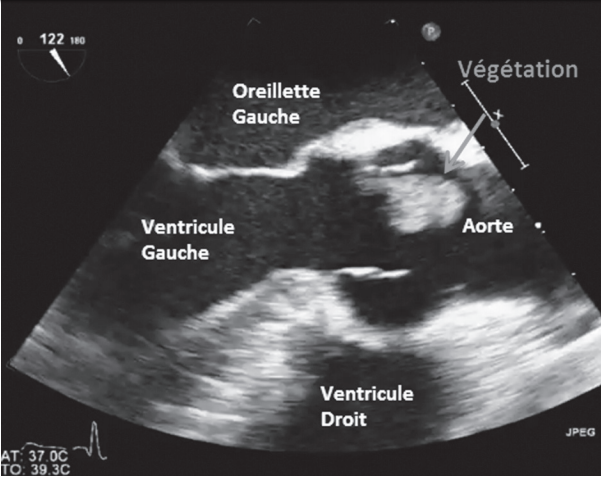 0 122 180
P
Végétation
Oreillette
Gauche
Ventricule
Gauche
Aorte
Ventricule
Droit
JPEG
AT: 37.0C
TO: 39.3C